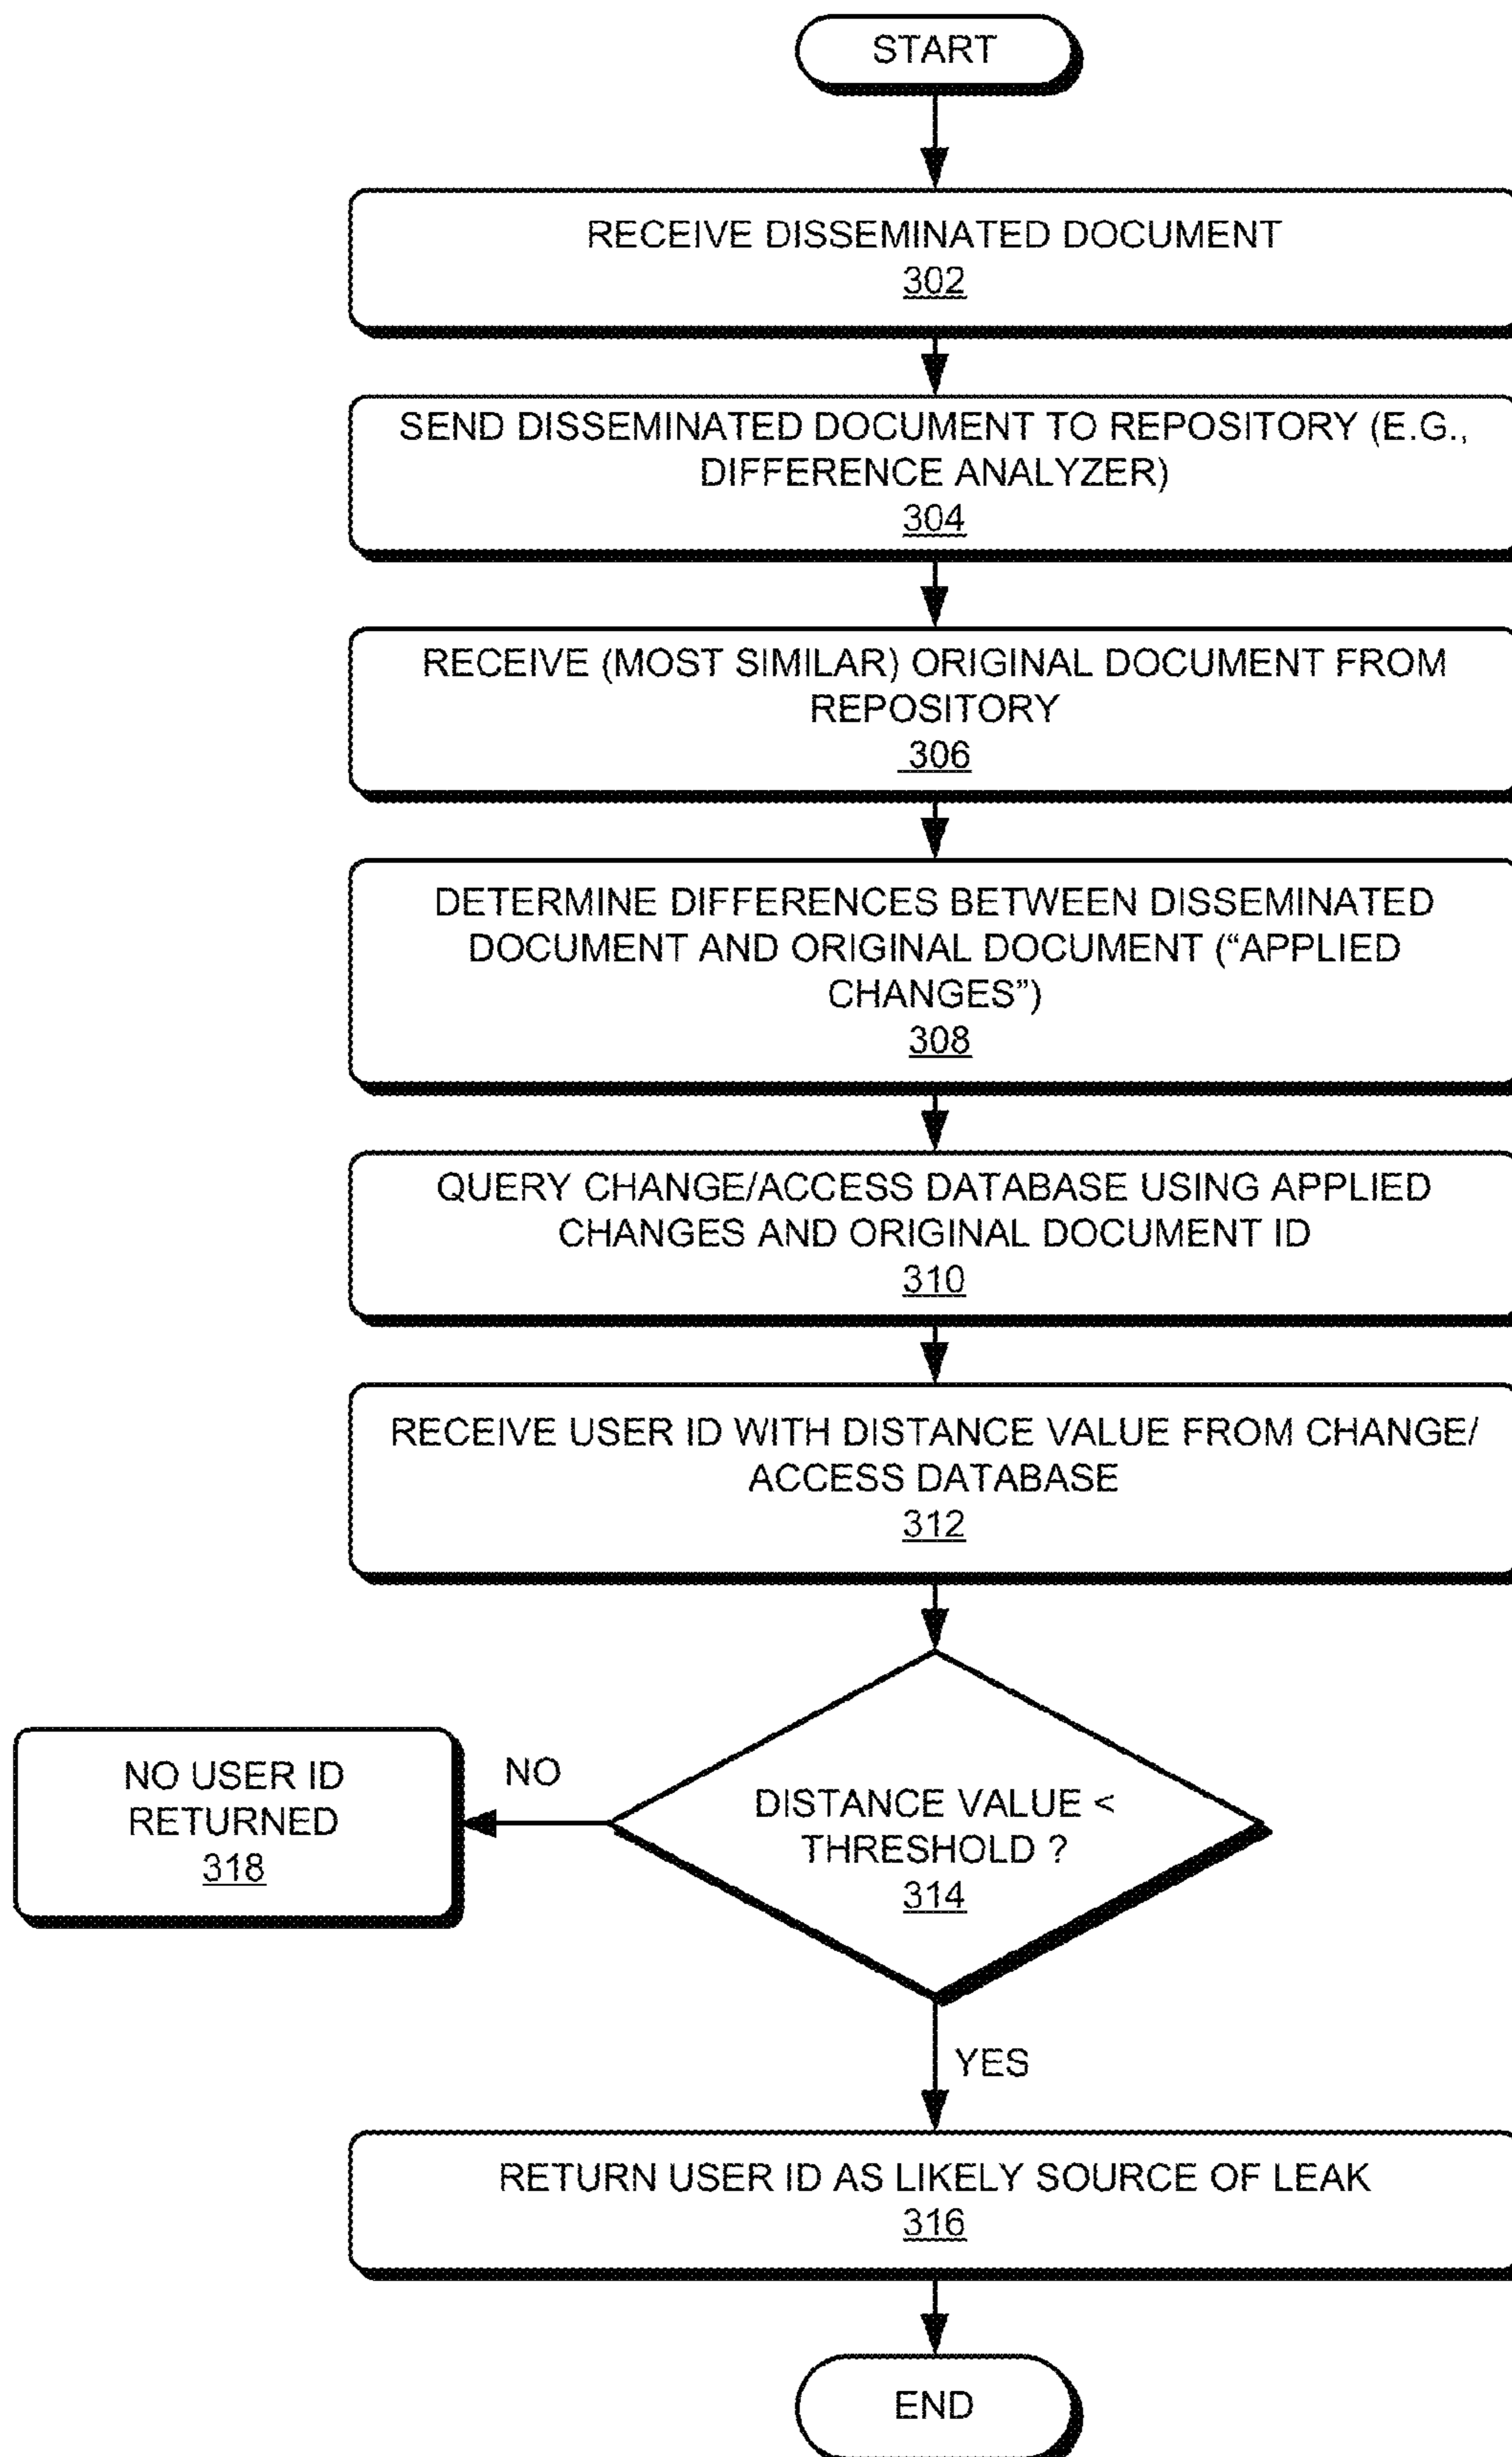 START
RECEIVE DISSEMINATED DOCUMENT
302
SEND DISSEMINATED DOCUMENT TO REPOSITORY (E.G.,
DIFFERENCE ANALYZER)
304
RECEIVE (MOST SIMILAR) ORIGINAL DOCUMENT FROM
REPOSITORY
306
DETERMINE DIFFERENCES BETWEEN DISSEMINATED
DOCUMENT AND ORIGINAL DOCUMENT (“APPLIED
CHANGES”)
308
QUERY CHANGE/ACCESS DATABASE USING APPLIED
CHANGES AND ORIGINAL DOCUMENT ID
310
RECEIVE USER ID WITH DISTANCE VALUE FROM CHANGE/
ACCESS DATABASE
312
DISTANCE VALUE <
THRESHOLD ?
314
NO
NO USER ID
RETURNED
318
YES
RETURN USER ID AS LIKELY SOURCE OF LEAK
316
END